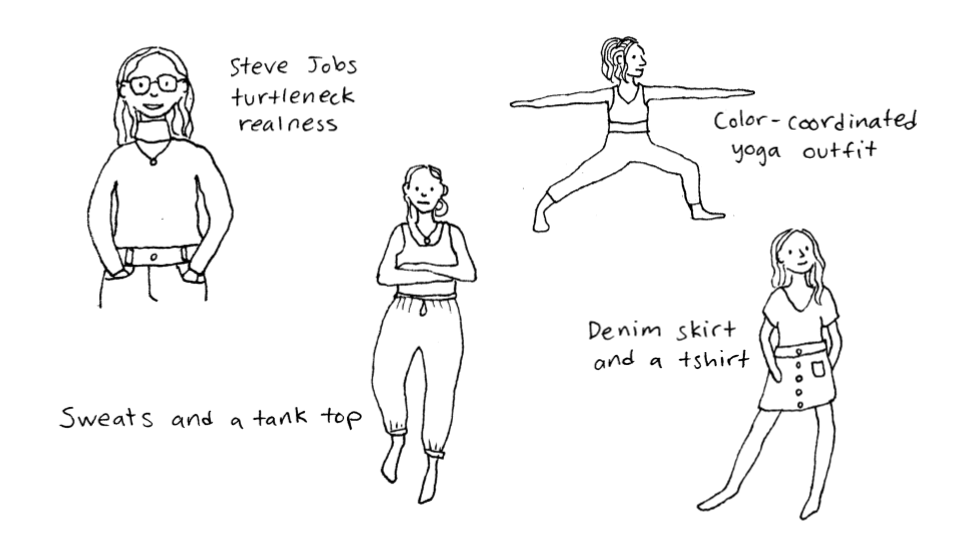 Steve Jobs
turtleneck
realness
Color-coordinated
yoga outfit
Denim skirt
and a tshirt
Sweats and a tank top